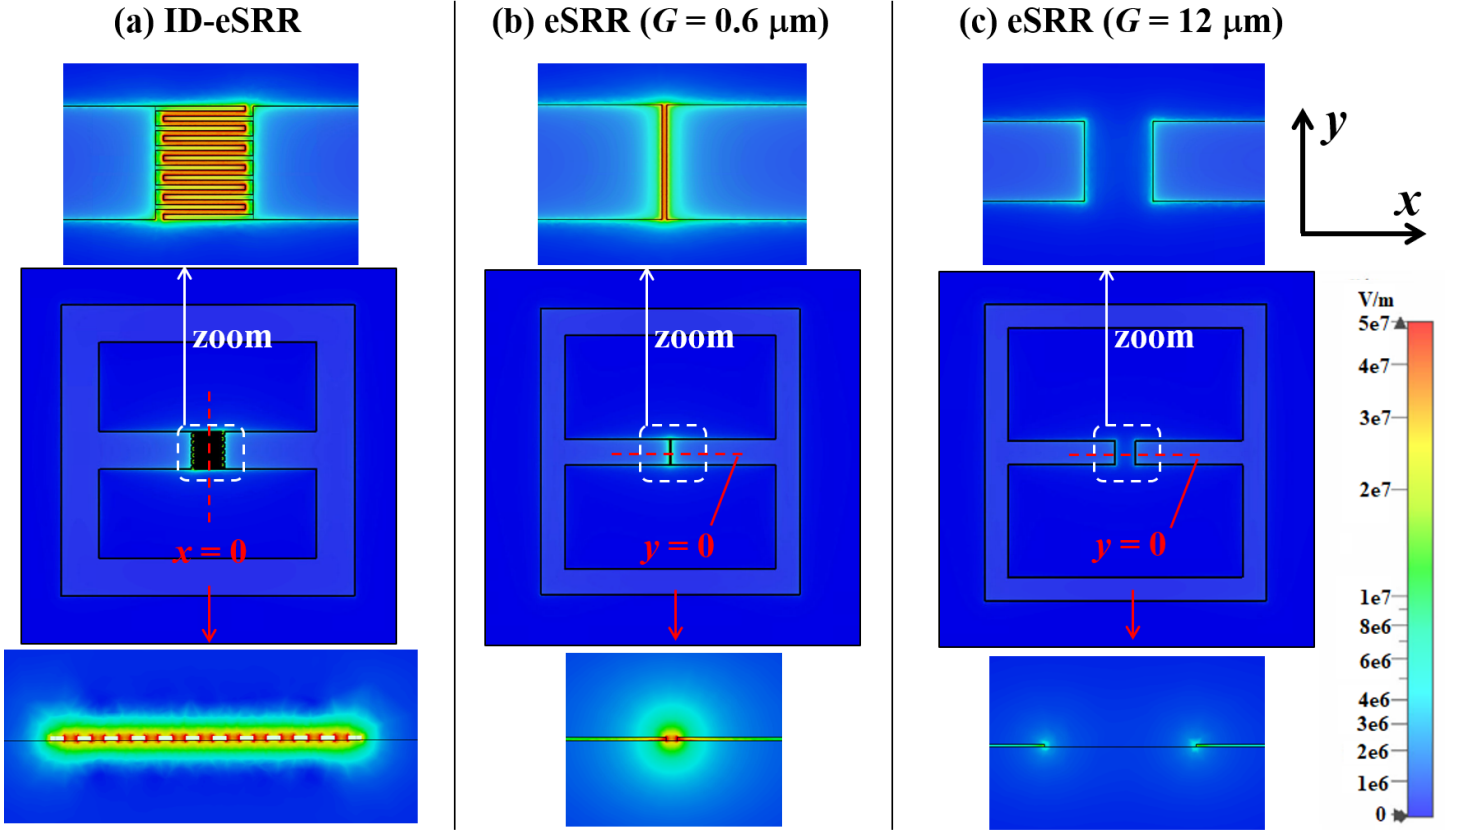 (a) ID-eSRR
(b) eSRR (G = 0.6 μm)
(c) eSRR (G = 12 μm)
y
x
zoom
zoom
zoom
x = 0
y = 0
y = 0
V/m
5e7
4e7
3e7
2e7
1e7
8e6
6e6
4e6
3e6
2e6
1e6
0